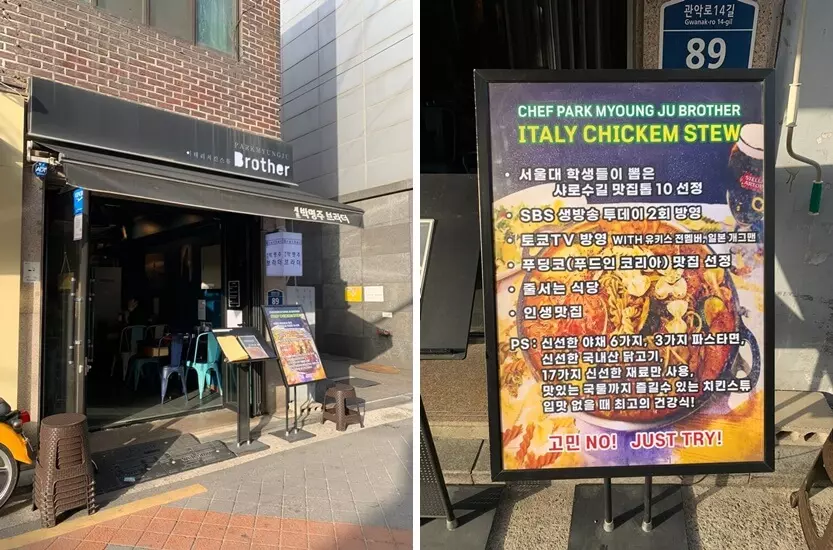 PARKMYUNGJU
Brother
박명주 브라더
89
관악로14길
Gwanak-ro 14-gil
89
CHEF PARK MYOUNG JU BROTHER
ITALY CHICKEM STEW
• 서울대 학생들이 뽑은
샤로수길 맛집톱 10 선정
• SBS 생방송 투데이 2회 방영
• 토쿄TV 방영 WITH 유키스 전멤버, 일본 개그맨
• 푸딩코(푸드인 코리아) 맛집 선정
• 줄서는 식당
• 인생 맛집
PS : 신선한 야채 6가지, 3가지 파스타면,
신선한 국내산 닭고기,
17가지 신선한 재료만 사용,
맛있는 국물까지 즐길수 있는 치킨스튜
입맛 없을 때 최고의 건강식!
고민 NO! JUST TRY!